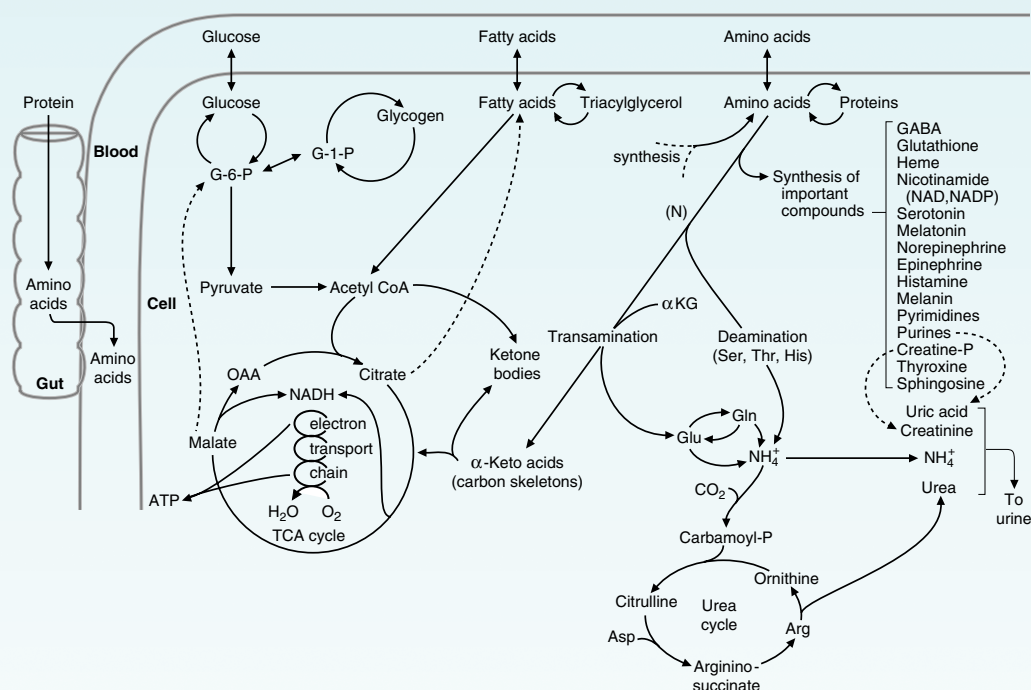 Glucose
Fatty acids
Amino acids
Protein
Glucose
Fatty acids
Triacylglycerol
Amino acids
Proteins
Glycogen
Blood
G-1-P
G-6-P
synthesis
Synthesis of
important
compounds
GABA
Glutathione
Heme
Nicotinamide
(NAD,NADP)
Serotonin
Melatonin
Norepinephrine
Epinephrine
Histamine
Melanin
Pyrimidines
Purines
Creatine-P
Thyroxine
Sphingosine
(N)
Amino
acids
Cell
Pyruvate
Acetyl CoA
αKG
Transamination
Deamination
(Ser, Thr, His)
Amino
acids
Gut
Ketone
bodies
OAA
Citrate
NADH
Malate
electron
transport
chain
ATP
H₂O
O₂
TCA cycle
α-Keto acids
(carbon skeletons)
Glu
Gln
NH₄⁺
Uric acid
Creatinine
NH₄⁺
Urea
To
urine
CO₂
Carbamoyl-P
Ornithine
Citrulline
Urea
cycle
Asp
Arg
Arginino-
succinate